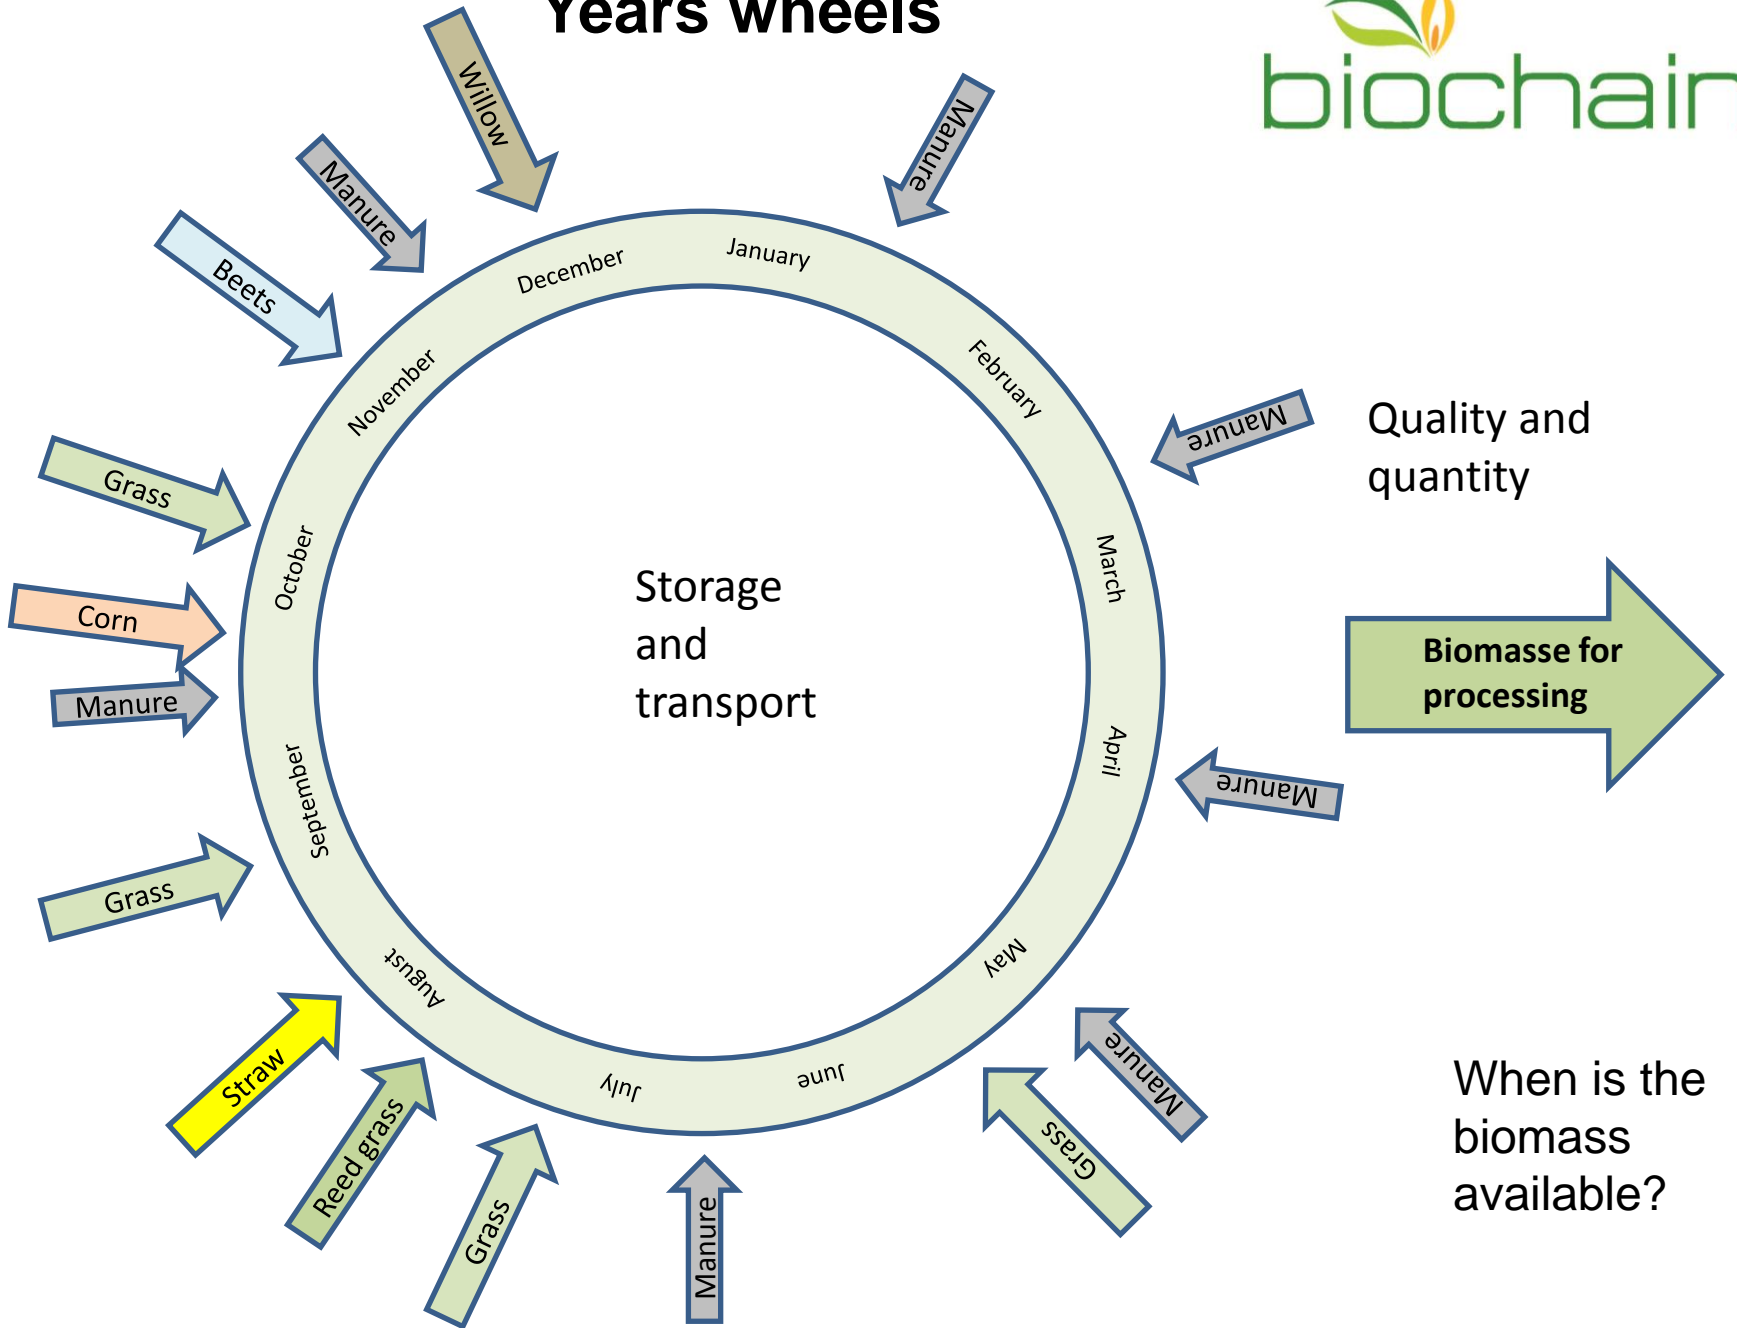 Years wheels
biochain
Willow
Manure
Manure
Beets
December
January
November
February
Manure
Quality and
quantity
Grass
October
March
Storage
and
transport
Corn
Manure
Biomasse for
processing
September
April
Manure
Grass
August
May
Straw
Reed grass
July
June
Manure
Grass
When is the
biomass
available?
Grass
Manure